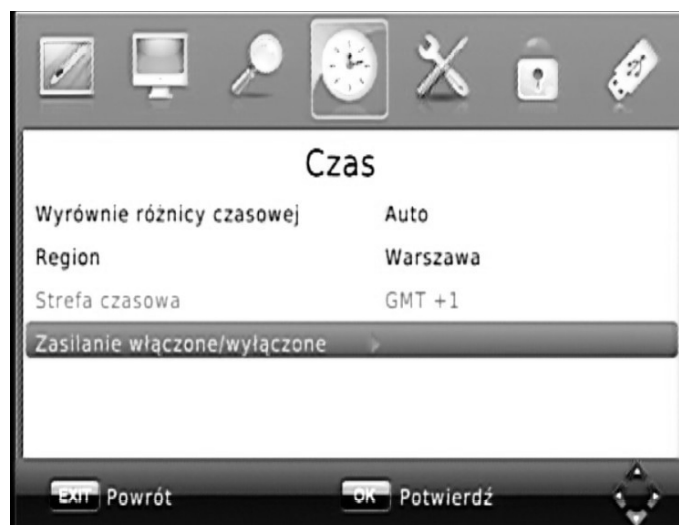 Czas
Wyrównie różnicy czasowej Auto
Region Warszawa
Strefa czasowa GMT +1
Zasilanie włączone/wyłączone
EXIT Powrót OK Potwierdź